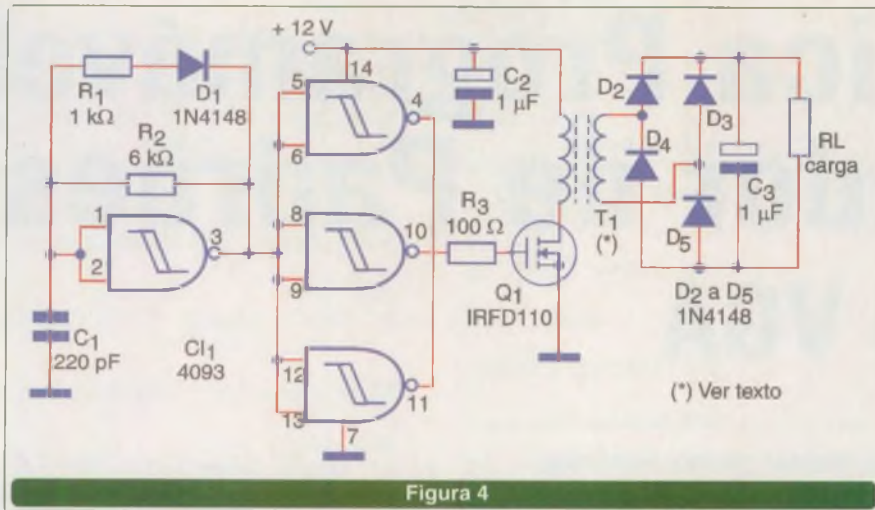 + 12 V
R1
1 kΩ
D1
1N4148
R2
6 kΩ
1
2
3
C1
220 pF
CI1
4093
14
5
6
4
8
9
10
12
13
11
7
C2
1 µF
R3
100 Ω
Q1
IRFD110
T1
(*)
D2
D3
D4
D5
C3
1 µF
RL
carga
D2 a D5
1N4148
(*) Ver texto
Figura 4